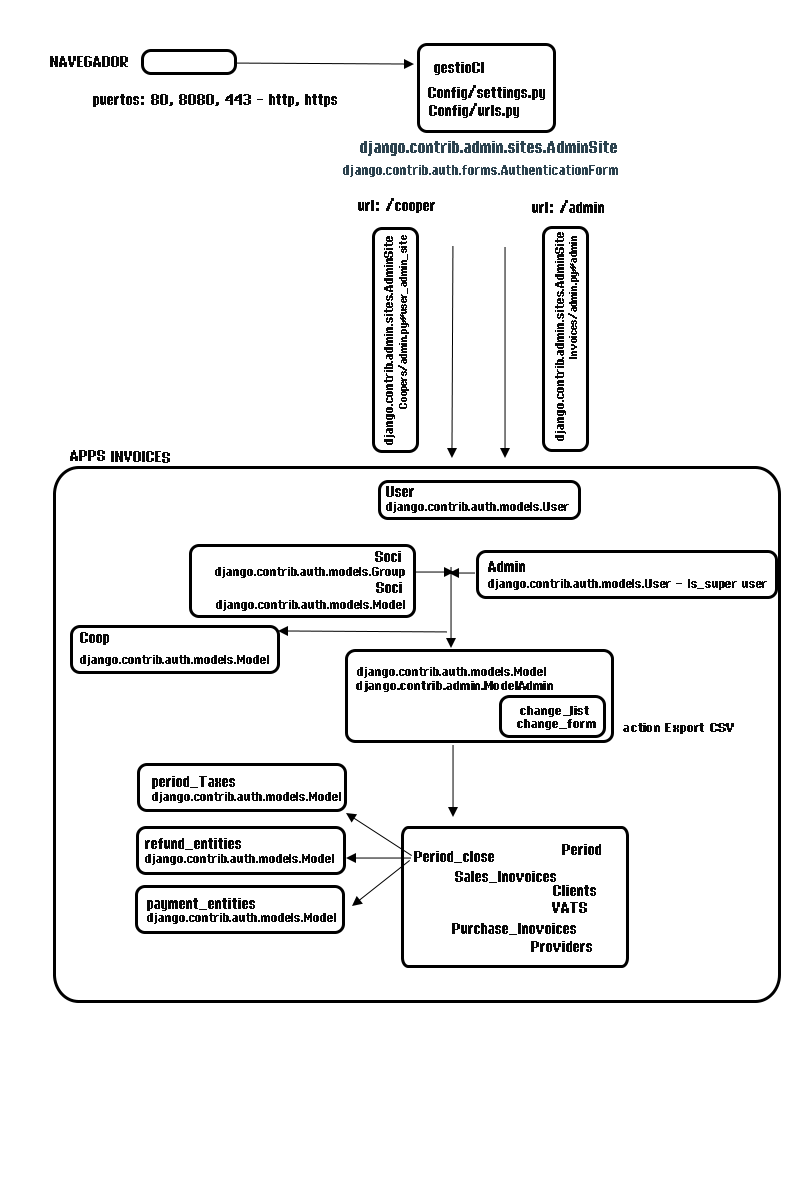 NAVEGADOR
gestioCI
Config/settings.py
Config/urls.py
puertos: 80, 8080, 443 - http, https
django.contrib.admin.sites.AdminSite
django.contrib.auth.forms.AuthenticationForm
url: /cooper
url: /admin
django.contrib.admin.sites.AdminSite
Coopers/admin.py#user_admin_site
django.contrib.admin.sites.AdminSite
Invoices/admin.py#admin
APPS INVOICES
User
django.contrib.auth.models.User
Soci
django.contrib.auth.models.Group
Soci
django.contrib.auth.models.Model
Admin
django.contrib.auth.models.User - Is_super user
Coop
django.contrib.auth.models.Model
django.contrib.auth.models.Model
django.contrib.admin.ModelAdmin
change_list
change_form
action Export CSV
period_Taxes
django.contrib.auth.models.Model
refund_entities
django.contrib.auth.models.Model
payment_entities
django.contrib.auth.models.Model
Period_close
Period
Sales_Inovoices
Clients
VATS
Purchase_Inovoices
Providers